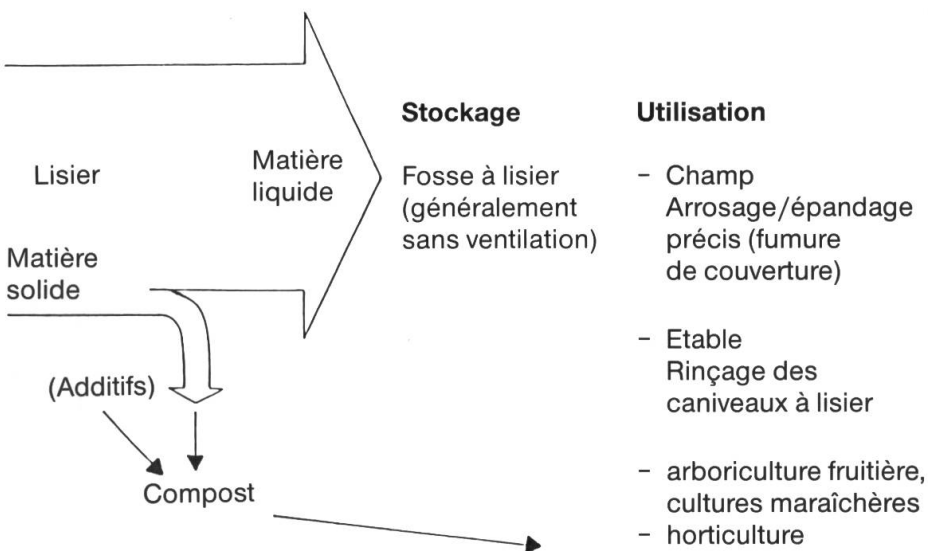 Lisier
Matière
liquide
Matière
solide
(Additifs)
Compost
Stockage
Fosse à lisier
(généralement
sans ventilation)
Utilisation
- Champ
Arrosage/épandage
précis (fumure
de couverture)
- Etable
Rinçage des
caniveaux à lisier
- arboriculture fruitière,
cultures maraîchères
- horticulture